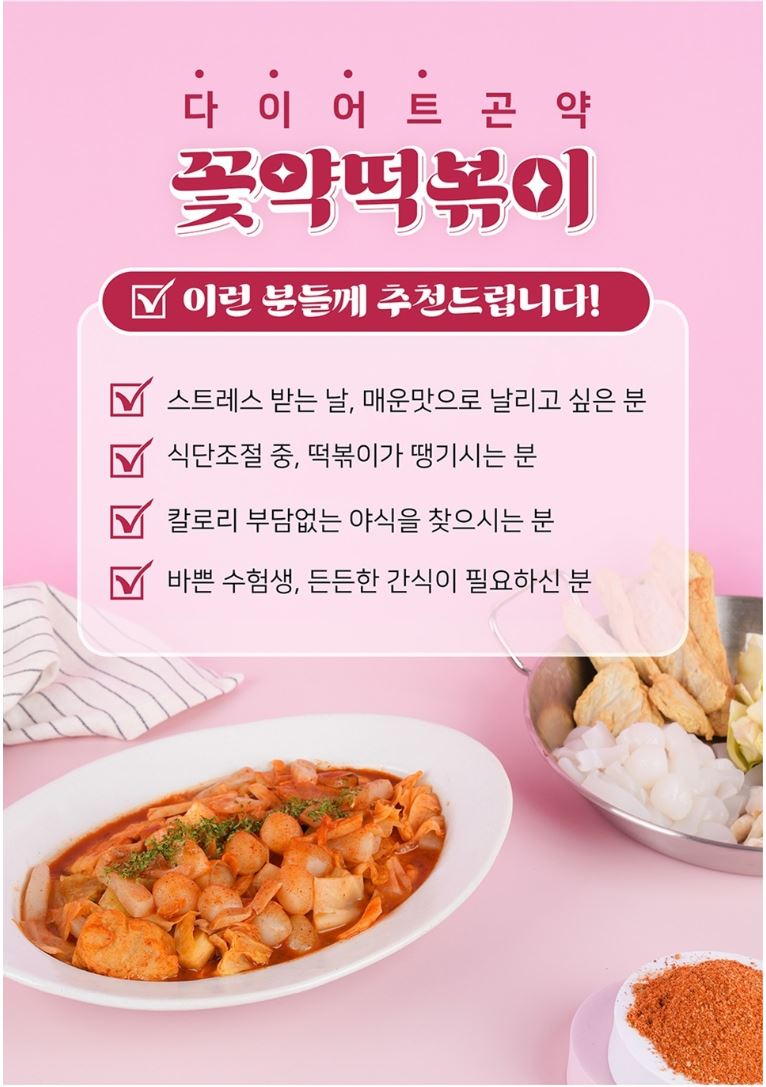 다이어트곤약
꽃약떡볶이
이런 분들께 추천드립니다!
스트레스 받는 날, 매운맛으로 날리고 싶은 분
식단조절 중, 떡볶이가 땡기시는 분
칼로리 부담없는 야식을 찾으시는 분
바쁜 수험생, 든든한 간식이 필요하신 분